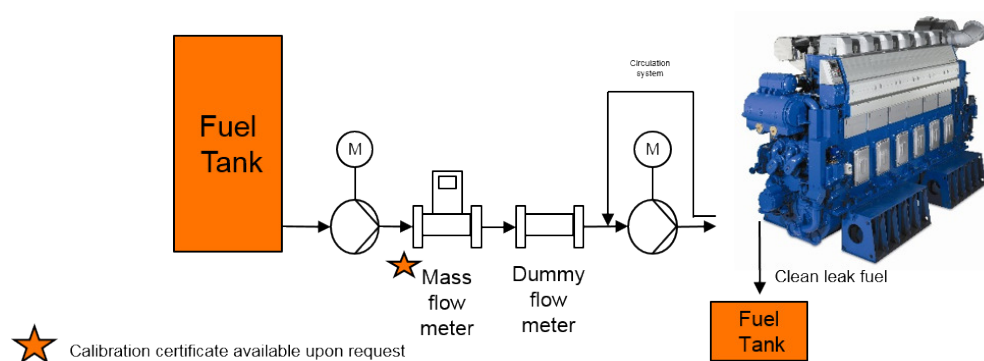 Circulation
system
Fuel
Tank
M
M
Mass
flow
meter
Dummy
flow
meter
Clean leak fuel
Fuel
Tank
Calibration certificate available upon request